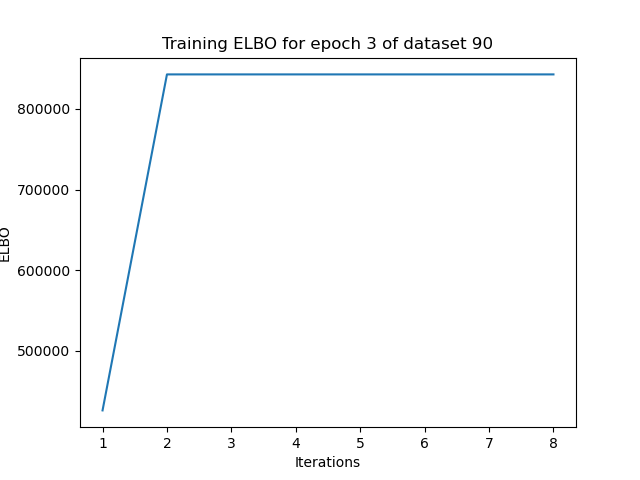 Training ELBO for epoch 3 of dataset 90
800000
700000
600000
500000
ELBO
1 2 3 4 5 6 7 8
Iterations